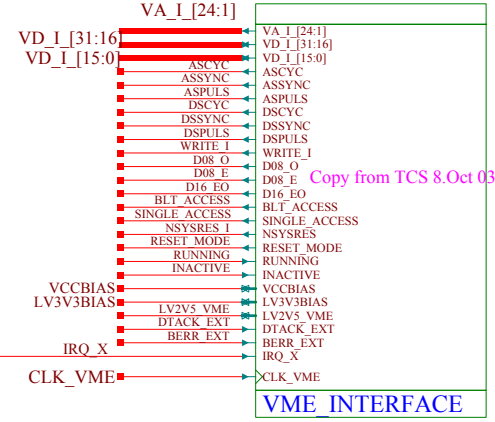 VA_I_[24:1]
VA_I_[24:1]
VD_I_[31:16]
VD_I_[31:16]
VD_I_[15:0]
VD_I_[15:0]
ASCYC
ASCYC
ASSYNC
ASSYNC
ASPULS
ASPULS
DSCYC
DSCYC
DSSYNC
DSSYNC
DSPULS
DSPULS
WRITE_I
WRITE_I
D08_O
D08_O
D08_E
D08_E
Copy from TCS 8.Oct 03
D16_EO
D16_EO
BLT_ACCESS
BLT_ACCESS
SINGLE_ACCESS
SINGLE_ACCESS
NSYSRES_I
NSYSRES
RESET_MODE
RESET_MODE
RUNNING
RUNNING
INACTIVE
INACTIVE
VCCBIAS
VCCBIAS
LV3V3BIAS
LV3V3BIAS
LV2V5_VME
LV2V5_VME
DTACK_EXT
DTACK_EXT
BERR_EXT
BERR_EXT
IRQ_X
IRQ_X
CLK_VME
CLK_VME
VME_INTERFACE